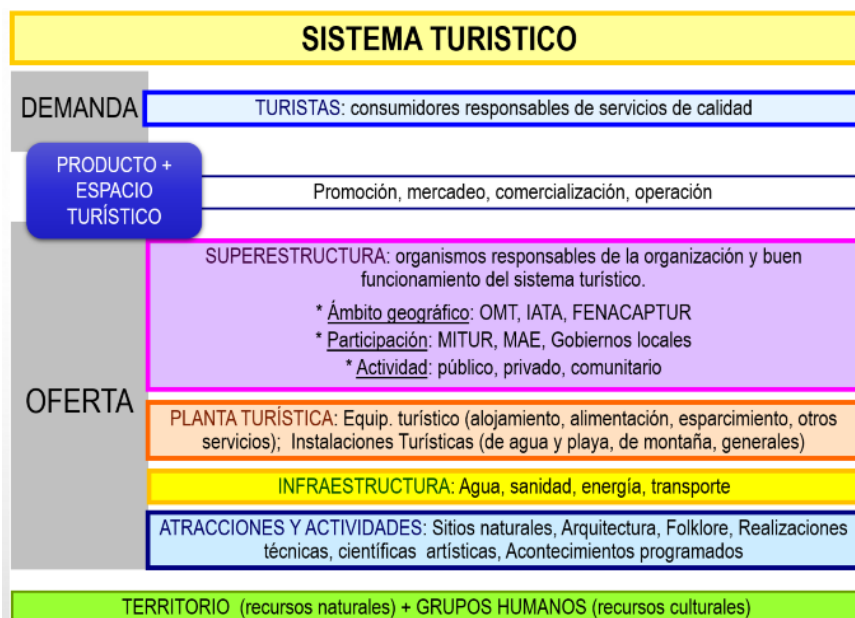 SISTEMA TURISTICO
DEMANDA
TURISTAS: consumidores responsables de servicios de calidad
PRODUCTO +
ESPACIO
TURÍSTICO
Promoción, mercadeo, comercialización, operación
OFERTA
SUPERESTRUCTURA: organismos responsables de la organización y buen
funcionamiento del sistema turístico.
* Ámbito geográfico: OMT, IATA, FENACAPTUR
* Participación: MITUR, MAE, Gobiernos locales
* Actividad: público, privado, comunitario
PLANTA TURÍSTICA: Equip. turístico (alojamiento, alimentación, esparcimiento, otros
servicios); Instalaciones Turísticas (de agua y playa, de montaña, generales)
INFRAESTRUCTURA: Agua, sanidad, energía, transporte
ATRACCIONES Y ACTIVIDADES: Sitios naturales, Arquitectura, Folklore, Realizaciones
técnicas, científicas artísticas, Acontecimientos programados
TERRITORIO (recursos naturales) + GRUPOS HUMANOS (recursos culturales)